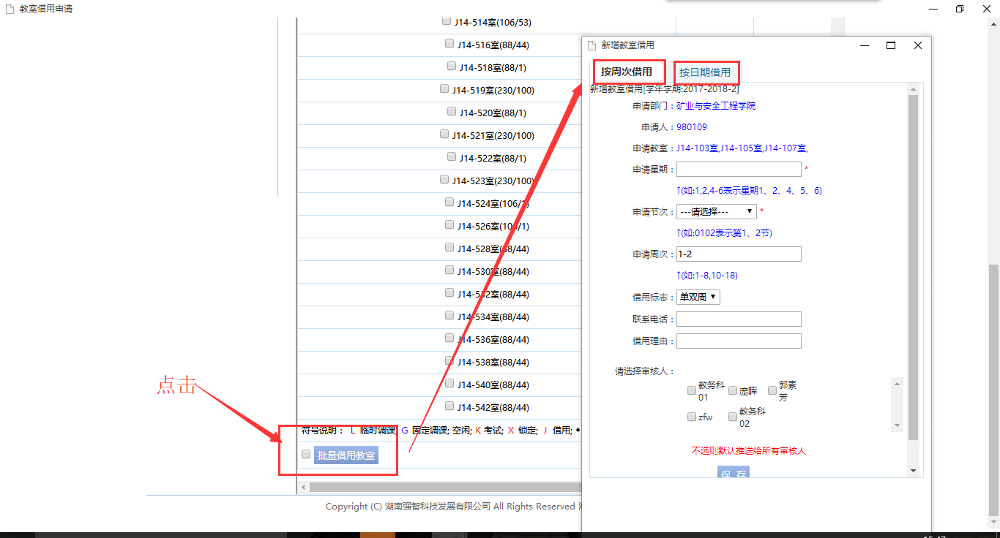 教室借用申请
J14-514室(106/53)
J14-516室(88/44)
J14-518室(88/1)
J14-519室(230/100)
J14-520室(88/1)
J14-521室(230/100)
J14-522室(88/1)
J14-523室(230/100)
J14-524室(106/1)
J14-526室(106/1)
J14-528室(88/44)
J14-530室(88/44)
J14-532室(88/44)
J14-534室(88/44)
J14-536室(88/44)
J14-538室(88/44)
J14-540室(88/44)
J14-542室(88/44)
点击
符号说明： L 临时调课; G 固定调课; 空闲; K 考试; X 锁定; J 借用; ♦
批量借用教室
Copyright (C) 湖南强智科技发展有限公司 All Rights Reserved
新增教室借用
按周次借用 按日期借用
新增教室借用[学年学期:2017-2018-2]
申请部门：矿业与安全工程学院
申请人：980109
申请教室：J14-103室,J14-105室,J14-107室,
申请星期： *
↑(如:1,2,4-6表示星期1、2、4、5、6)
申请节次：---请选择--- ▼ *
↑(如:0102表示第1、2节)
申请周次：1-2
↑(如:1-8,10-18)
借用标志：单双周 ▼
联系电话：
借用理由：
请选择审核人：
教务科01 庞晖 郭素芳
zfw 教务科02
不选则默认推送给所有审核人
保 存